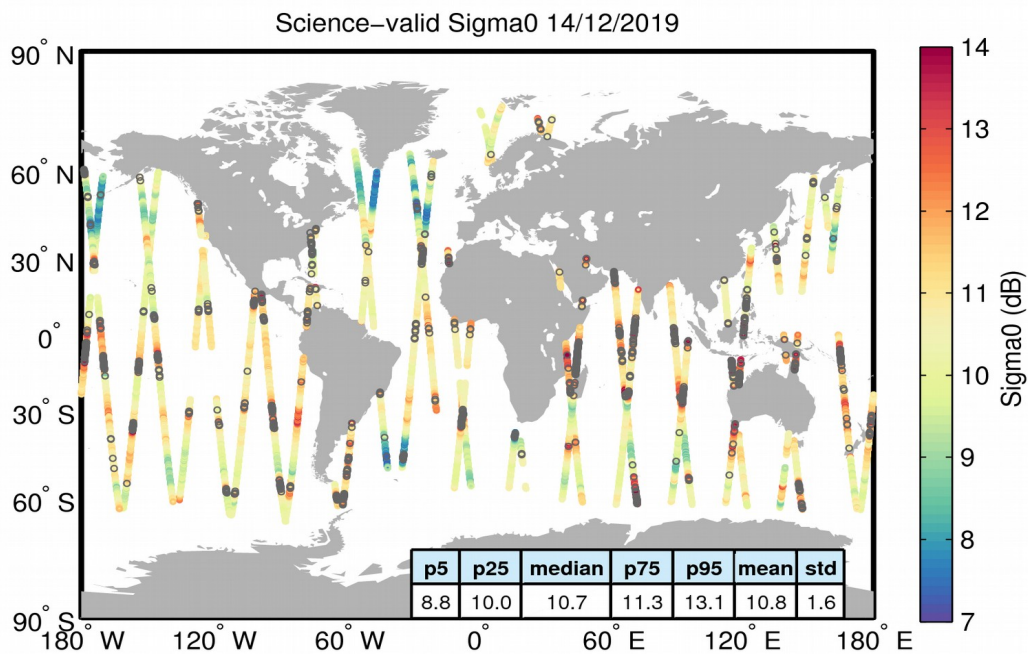 Science−valid Sigma0 14/12/2019
90° N
60° N
30° N
0°
30° S
60° S
90° S
180° W
120° W
60° W
0°
60° E
120° E
180° E
p5 p25 median p75 p95 mean std
8.8 10.0 10.7 11.3 13.1 10.8 1.6
14
13
12
11
10
9
8
7
Sigma0 (dB)